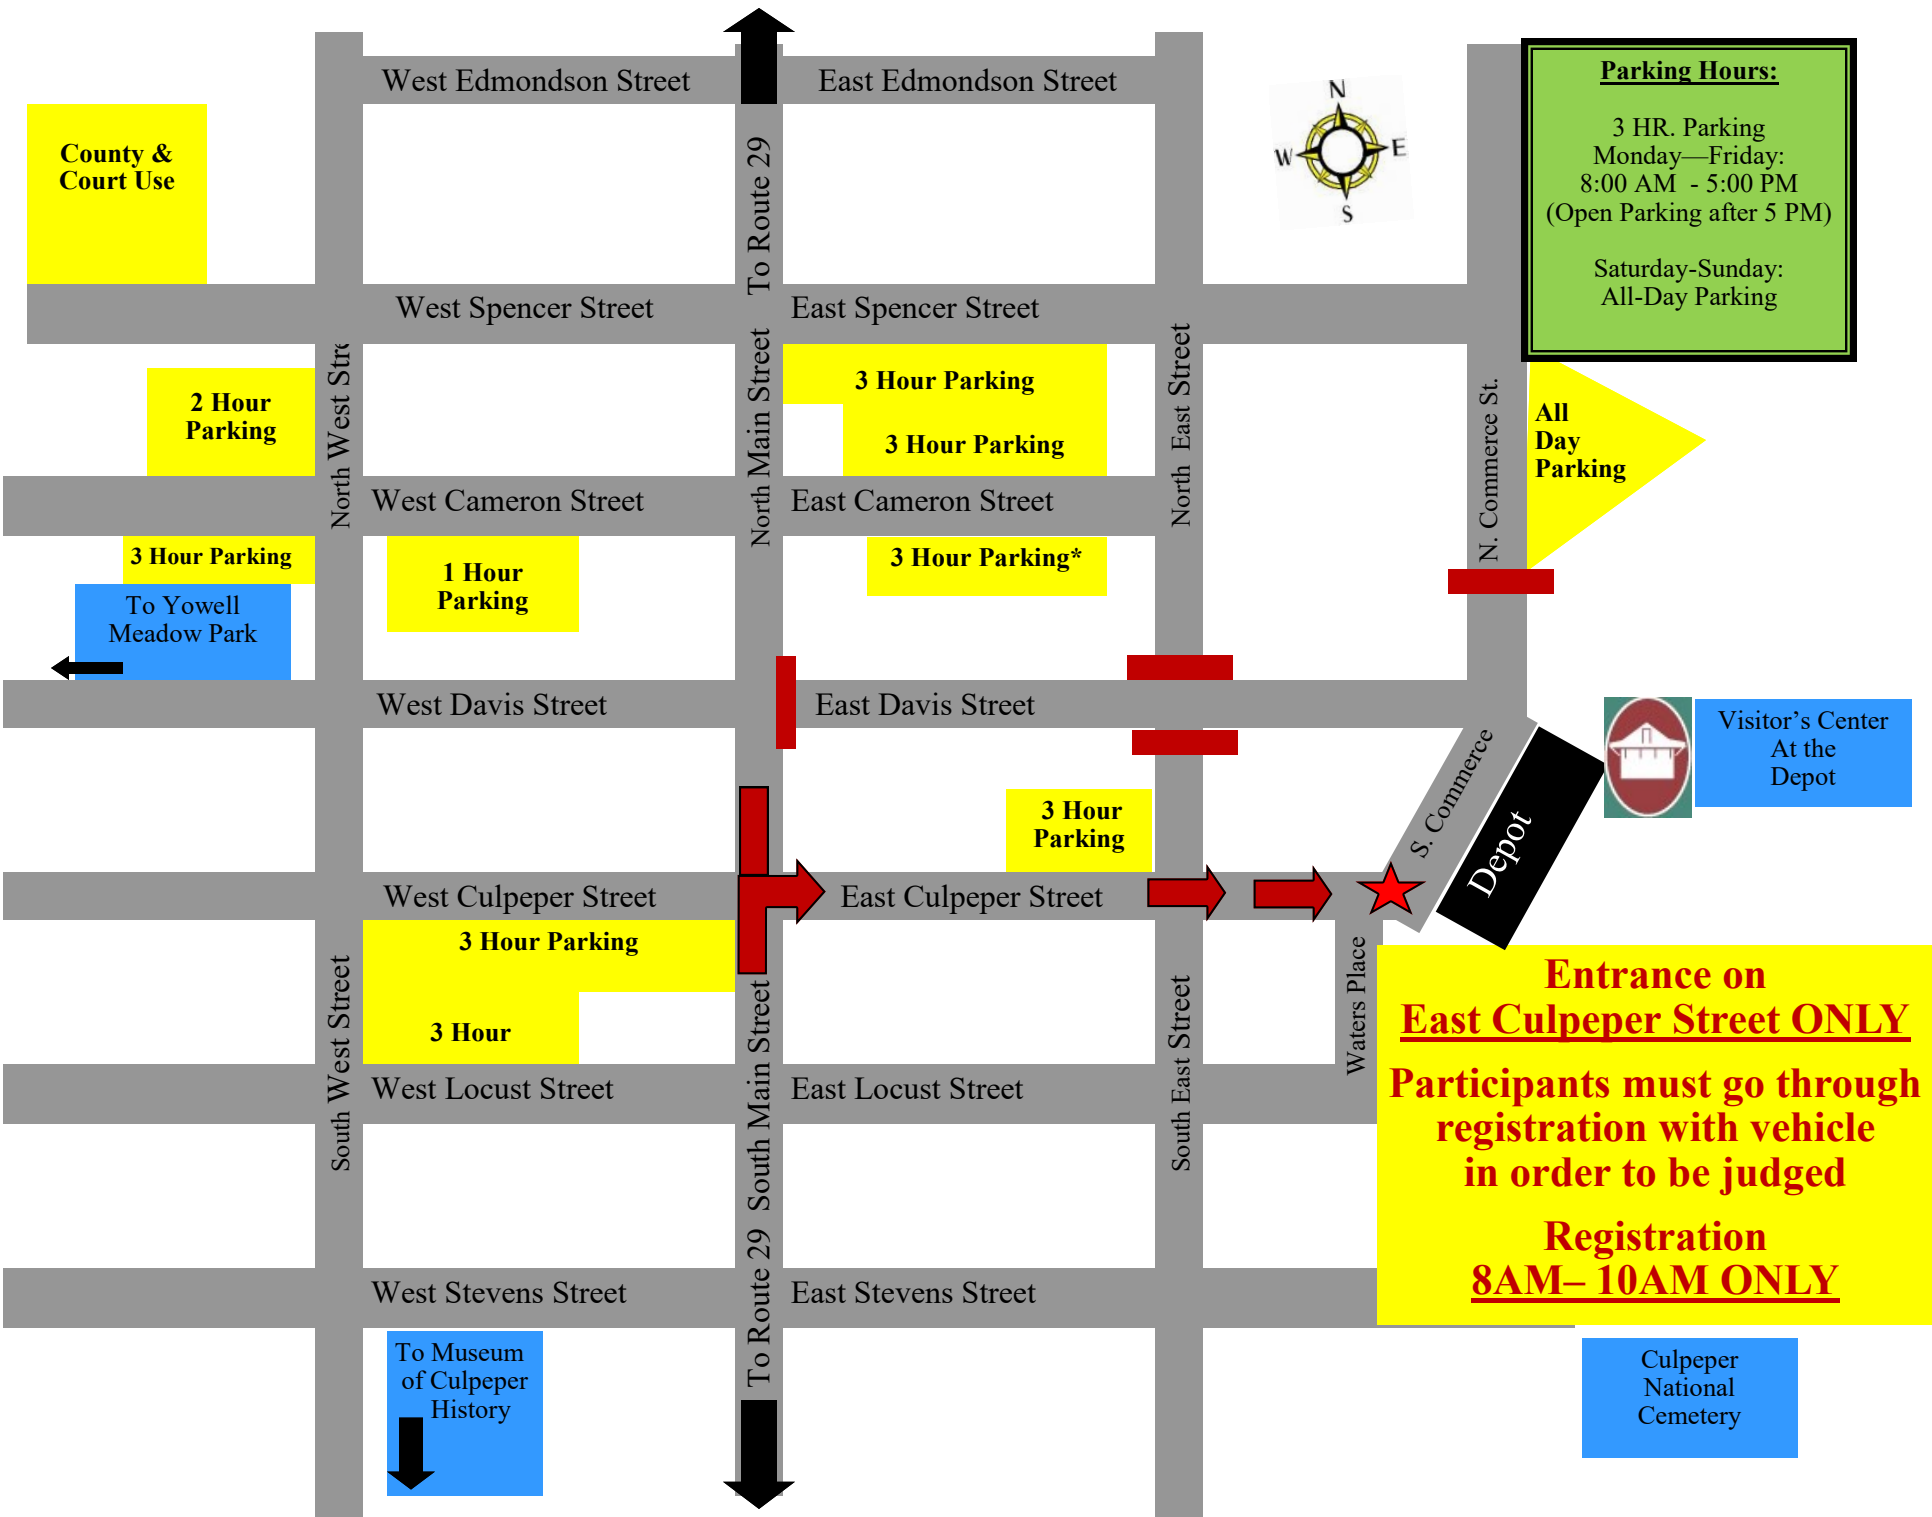 West Edmondson Street
East Edmondson Street
N
W
E
S
Parking Hours:
3 HR. Parking
Monday—Friday:
8:00 AM  - 5:00 PM
(Open Parking after 5 PM)
Saturday-Sunday:
All-Day Parking
County &
Court Use
To Route 29
West Spencer Street
East Spencer Street
North West Stre
North Main Street
North East Street
N. Commerce St.
2 Hour
Parking
3 Hour Parking
3 Hour Parking
All
Day
Parking
West Cameron Street
East Cameron Street
3 Hour Parking
1 Hour
Parking
3 Hour Parking*
To Yowell
Meadow Park
West Davis Street
East Davis Street
Visitor's Center
At the
Depot
S. Commerce
Depot
3 Hour
Parking
West Culpeper Street
East Culpeper Street
3 Hour Parking
3 Hour
South West Street
South Main Street
South East Street
Waters Place
Entrance on
East Culpeper Street ONLY
Participants must go through
registration with vehicle
in order to be judged
Registration
8AM– 10AM ONLY
West Locust Street
East Locust Street
To Route 29
West Stevens Street
East Stevens Street
To Museum
of Culpeper
History
Culpeper
National
Cemetery